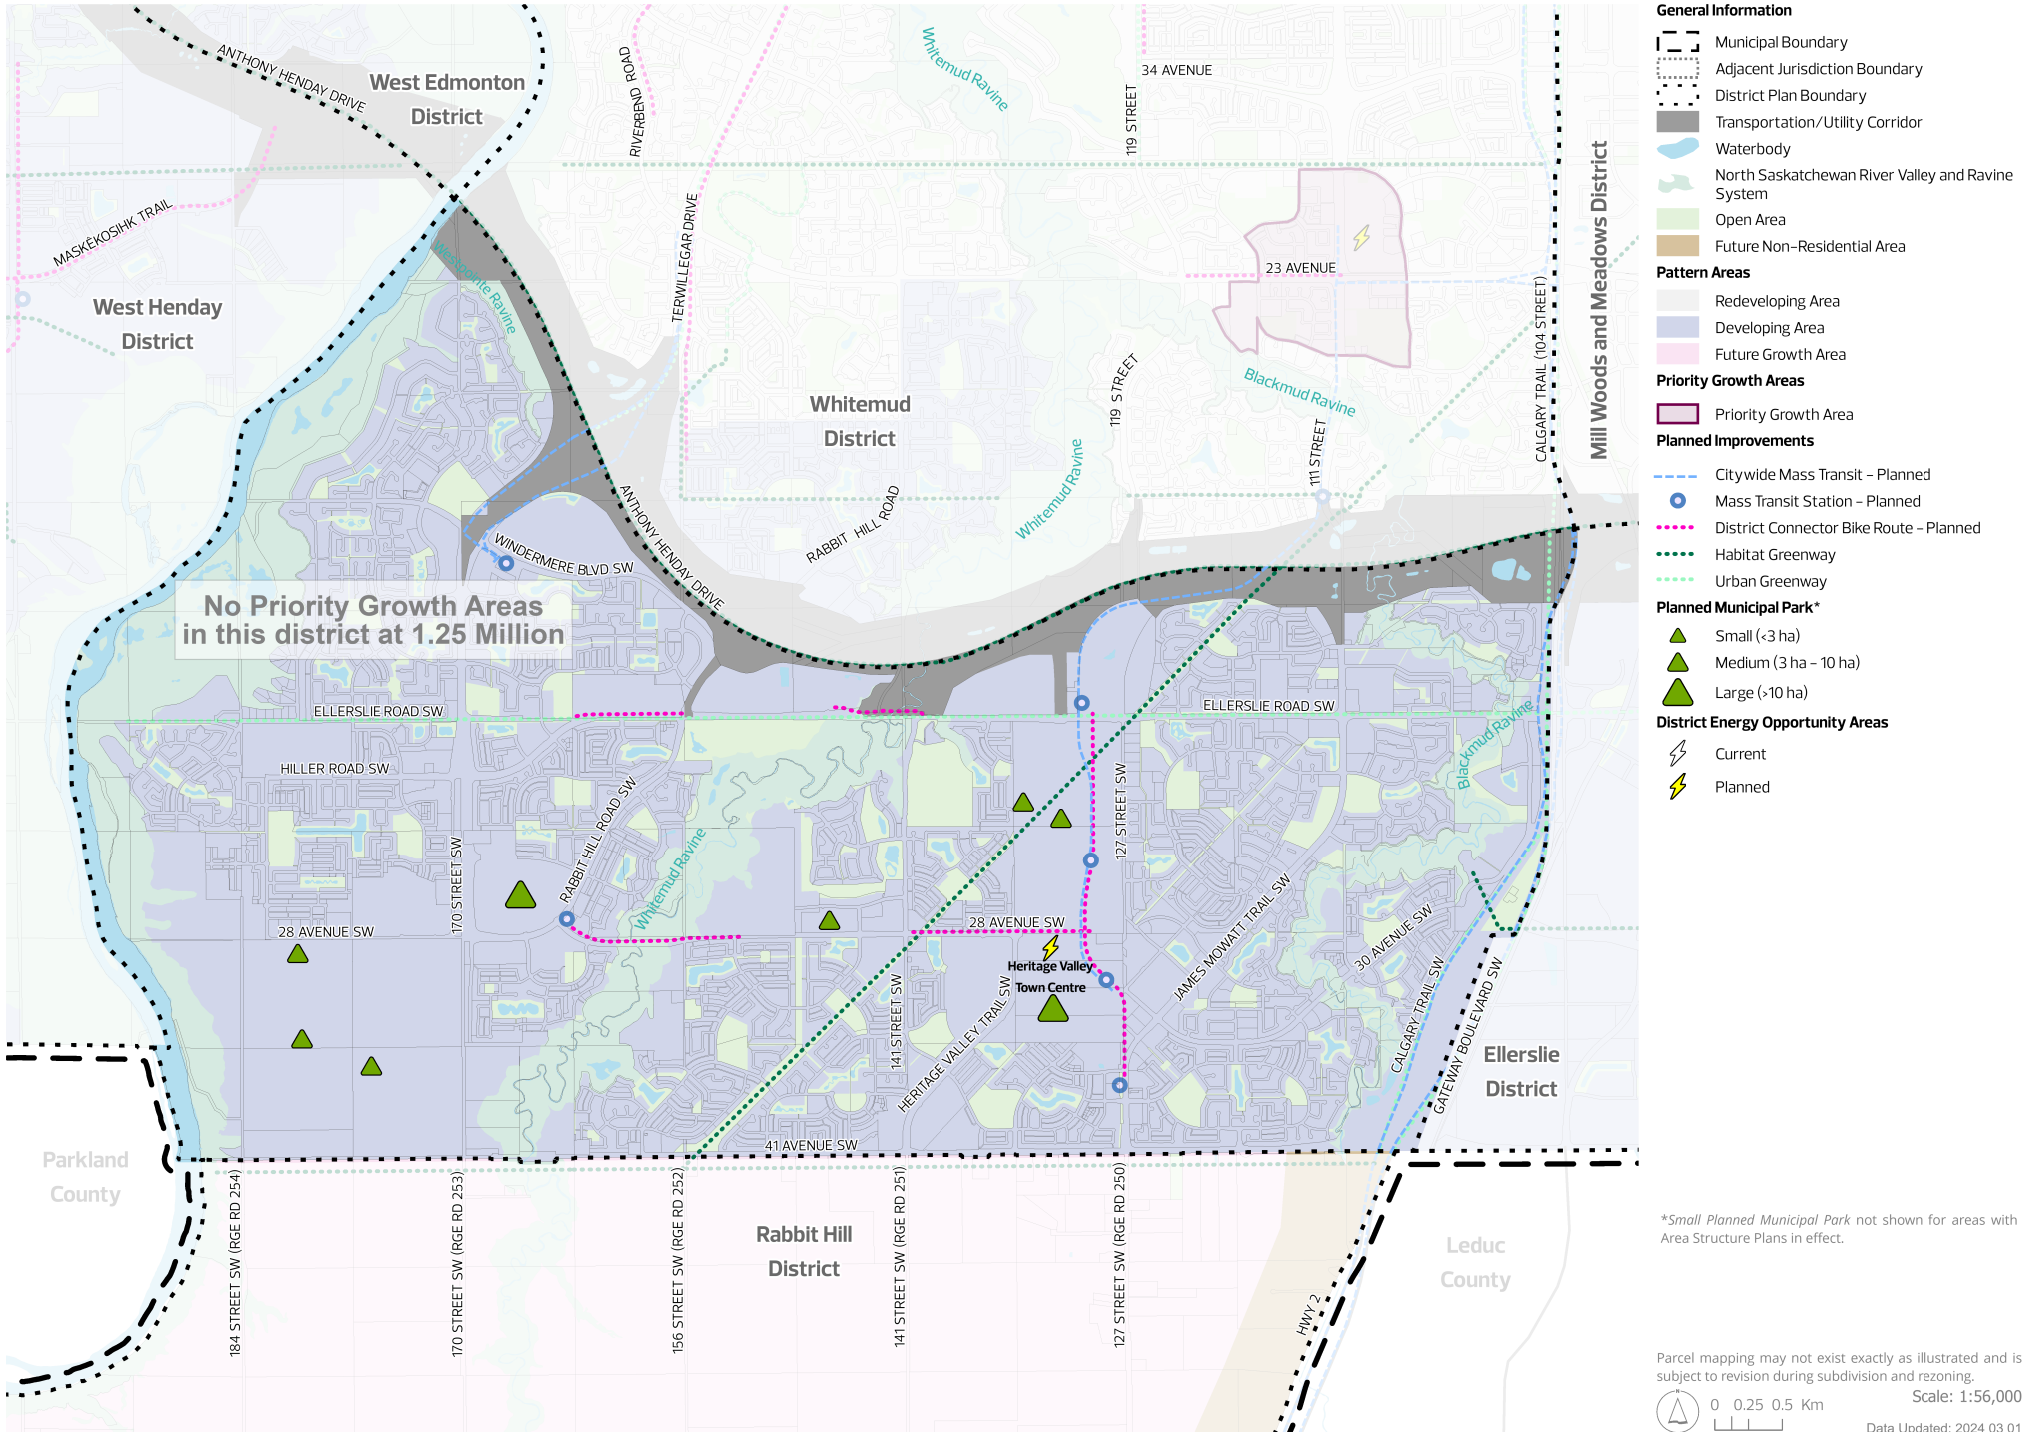 ANTHONY HENDAY DRIVE
West Edmonton
District
RIVERBEND ROAD
Whitemud Ravine
34 AVENUE
119 STREET
MASKÊKOSIHK TRAIL
West Henday
District
Westpointe Ravine
TERWILLEGAR DRIVE
23 AVENUE
CALGARY TRAIL (104 STREET)
Mill Woods and Meadows District
Whitemud
District
119 STREET
Blackmud Ravine
111 STREET
Whitemud Ravine
RABBIT HILL ROAD
ANTHONY HENDAY DRIVE
WINDERMERE BLVD SW
No Priority Growth Areas
in this district at 1.25 Million
ELLERSLIE ROAD SW
ELLERSLIE ROAD SW
Blackmud Ravine
HILLER ROAD SW
RABBIT HILL ROAD SW
127 STREET SW
170 STREET SW
Whitemud Ravine
28 AVENUE SW
28 AVENUE SW
JAMES MOWATT TRAIL SW
30 AVENUE SW
Heritage Valley
Town Centre
141 STREET SW
HERITAGE VALLEY TRAIL SW
CALGARY TRAIL SW
GATEWAY BOULEVARD SW
Ellerslie
District
41 AVENUE SW
Parkland
County
184 STREET SW (RGE RD 254)
170 STREET SW (RGE RD 253)
156 STREET SW (RGE RD 252)
141 STREET SW (RGE RD 251)
127 STREET SW (RGE RD 250)
Rabbit Hill
District
HWY 2
Leduc
County
General Information
Municipal Boundary
Adjacent Jurisdiction Boundary
District Plan Boundary
Transportation/Utility Corridor
Waterbody
North Saskatchewan River Valley and Ravine
System
Open Area
Future Non-Residential Area
Pattern Areas
Redeveloping Area
Developing Area
Future Growth Area
Priority Growth Areas
Priority Growth Area
Planned Improvements
Citywide Mass Transit - Planned
Mass Transit Station - Planned
District Connector Bike Route - Planned
Habitat Greenway
Urban Greenway
Planned Municipal Park*
Small (<3 ha)
Medium (3 ha - 10 ha)
Large (>10 ha)
District Energy Opportunity Areas
Current
Planned
*Small Planned Municipal Park not shown for areas with
Area Structure Plans in effect.
Parcel mapping may not exist exactly as illustrated and is
subject to revision during subdivision and rezoning.
Scale: 1:56,000
N
0 0.25 0.5 Km
Data Updated: 2024 03 01